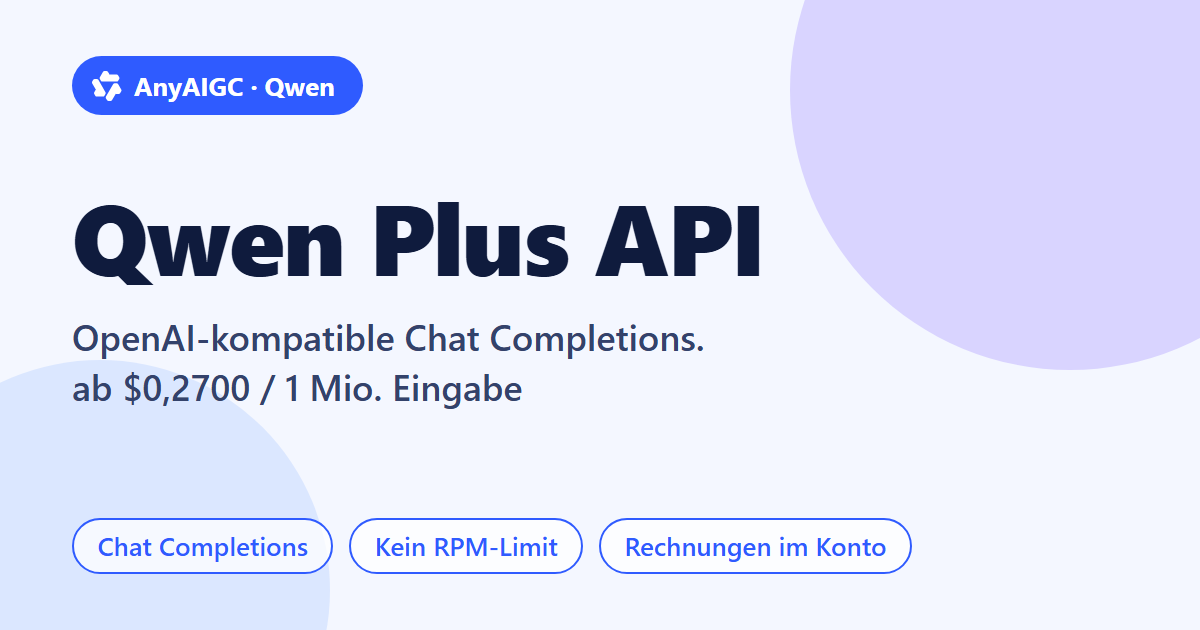 AnyAIGC · Qwen
Qwen Plus API
OpenAI-kompatible Chat Completions.
ab $0,2700 / 1 Mio. Eingabe
Chat Completions
Kein RPM-Limit
Rechnungen im Konto